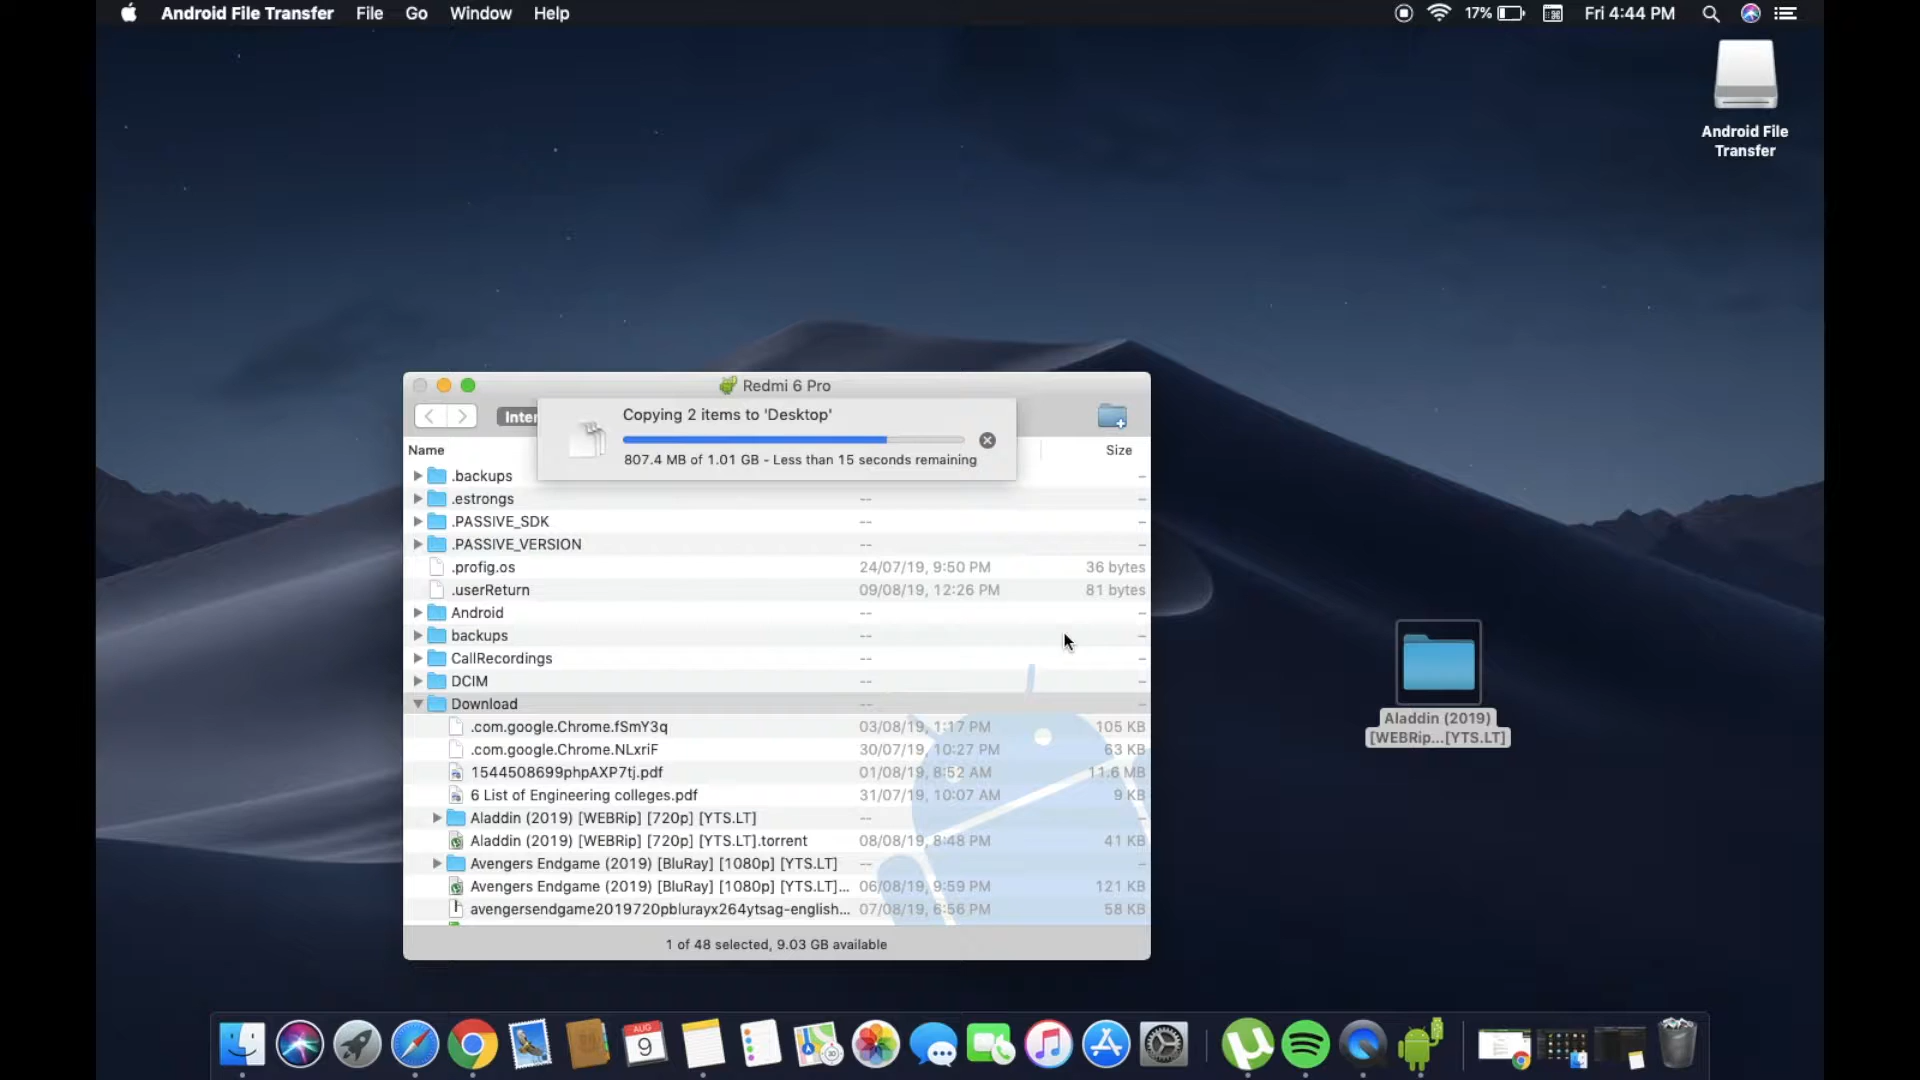 Android File Transfer File Go Window Help 17% Fri 4:44 PM
Android File
Transfer
Redmi 6 Pro
Inter
Copying 2 items to 'Desktop'
807.4 MB of 1.01 GB - Less than 15 seconds remaining
Name Size
.backups --
.estrongs -- --
.PASSIVE_SDK -- --
.PASSIVE_VERSION -- --
.profig.os 24/07/19, 9:50 PM 36 bytes
.userReturn 09/08/19, 12:26 PM 81 bytes
Android -- --
backups -- --
CallRecordings -- --
DCIM -- --
Download -- --
.com.google.Chrome.fSmY3q 03/08/19, 1:17 PM 105 KB
.com.google.Chrome.NLxriF 30/07/19, 10:27 PM 63 KB
1544508699phpAXP7tj.pdf 01/08/19, 8:52 AM 11.6 MB
6 List of Engineering colleges.pdf 31/07/19, 10:07 AM 9 KB
Aladdin (2019) [WEBRip] [720p] [YTS.LT] -- --
Aladdin (2019) [WEBRip] [720p] [YTS.LT].torrent 08/08/19, 8:48 PM 41 KB
Avengers Endgame (2019) [BluRay] [1080p] [YTS.LT] -- --
Avengers Endgame (2019) [BluRay] [1080p] [YTS.LT]... 06/08/19, 9:59 PM 121 KB
avengersendgame2019720pblurayx264ytsag-english... 07/08/19, 6:56 PM 58 KB
1 of 48 selected, 9.03 GB available
Aladdin (2019)
[WEBRip...[YTS.LT]
AUG
9